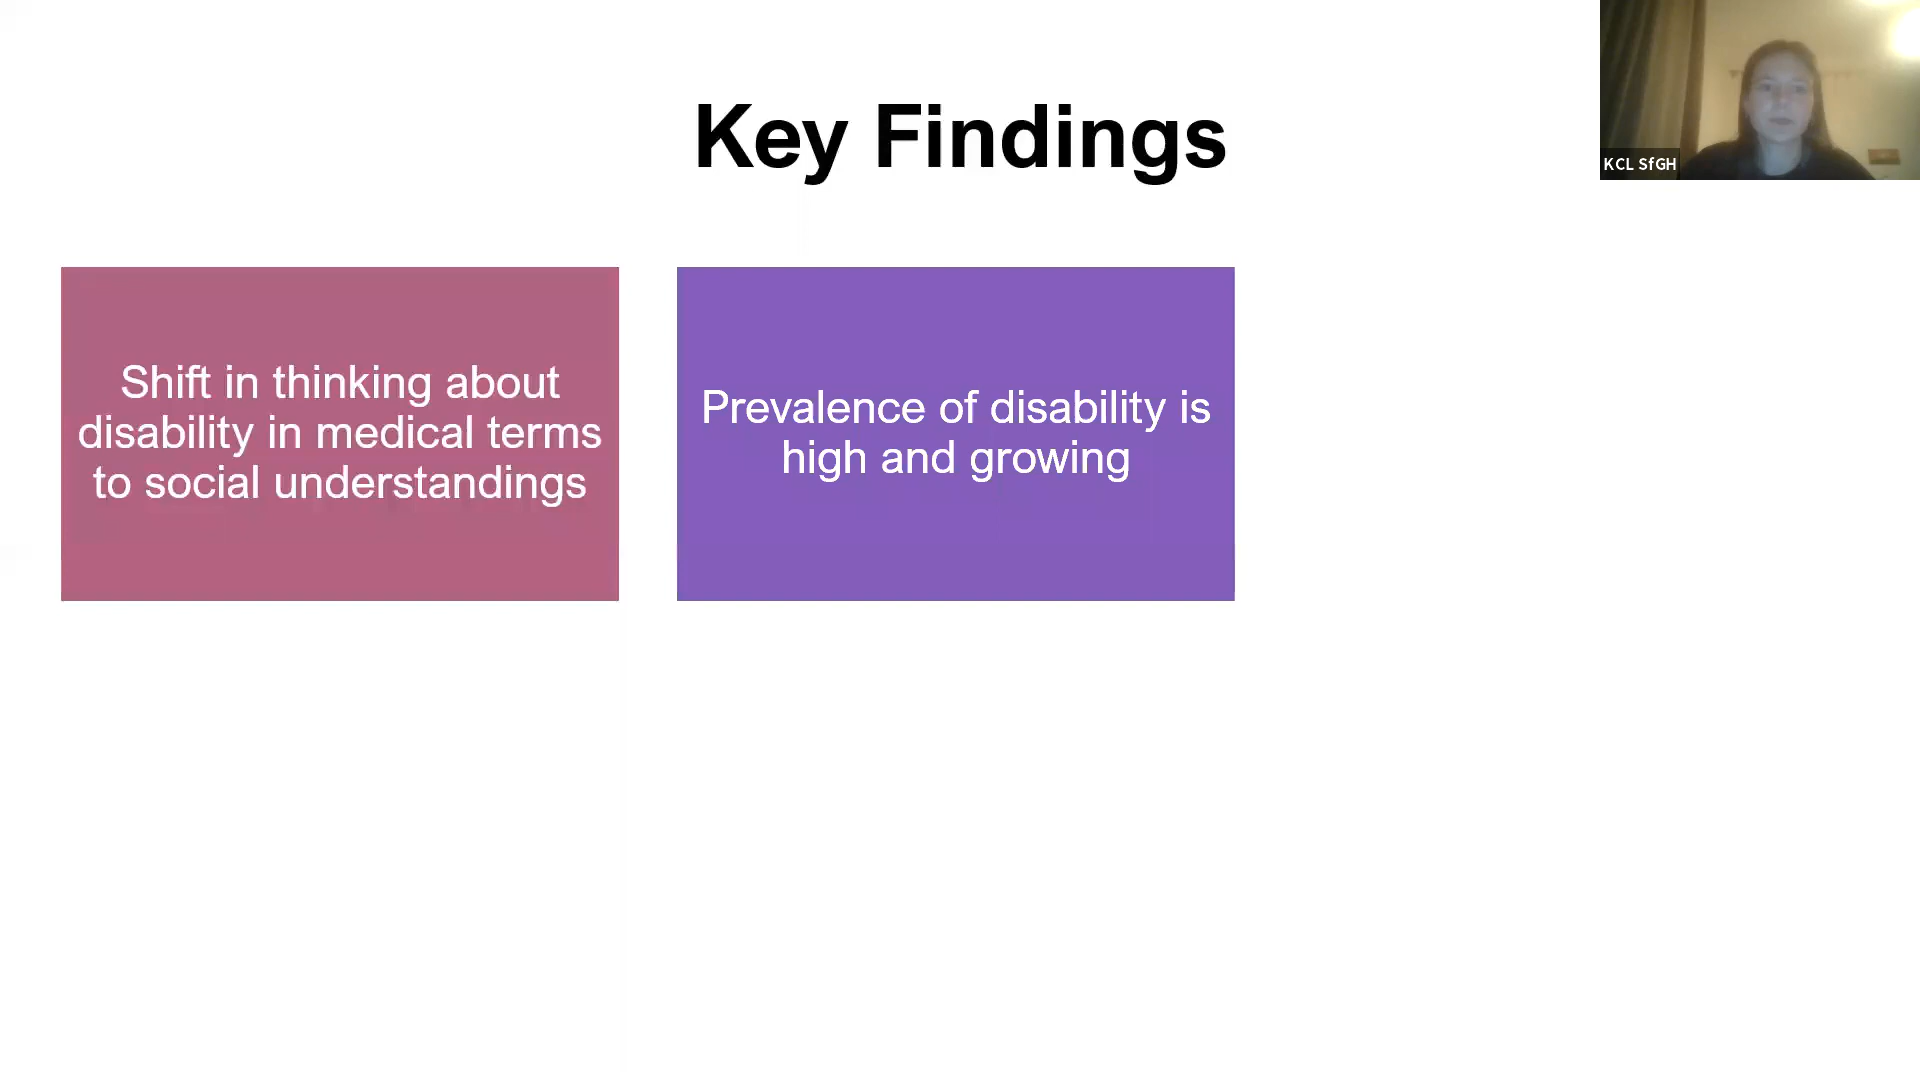 Key Findings
KCL SfGH
Shift in thinking about
disability in medical terms
to social understandings
Prevalence of disability is
high and growing